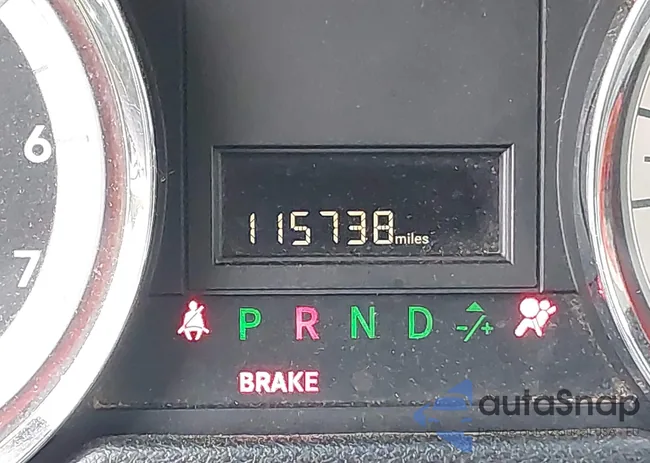 6
7
115738 miles
P R N D -/+
BRAKE
autoSnap